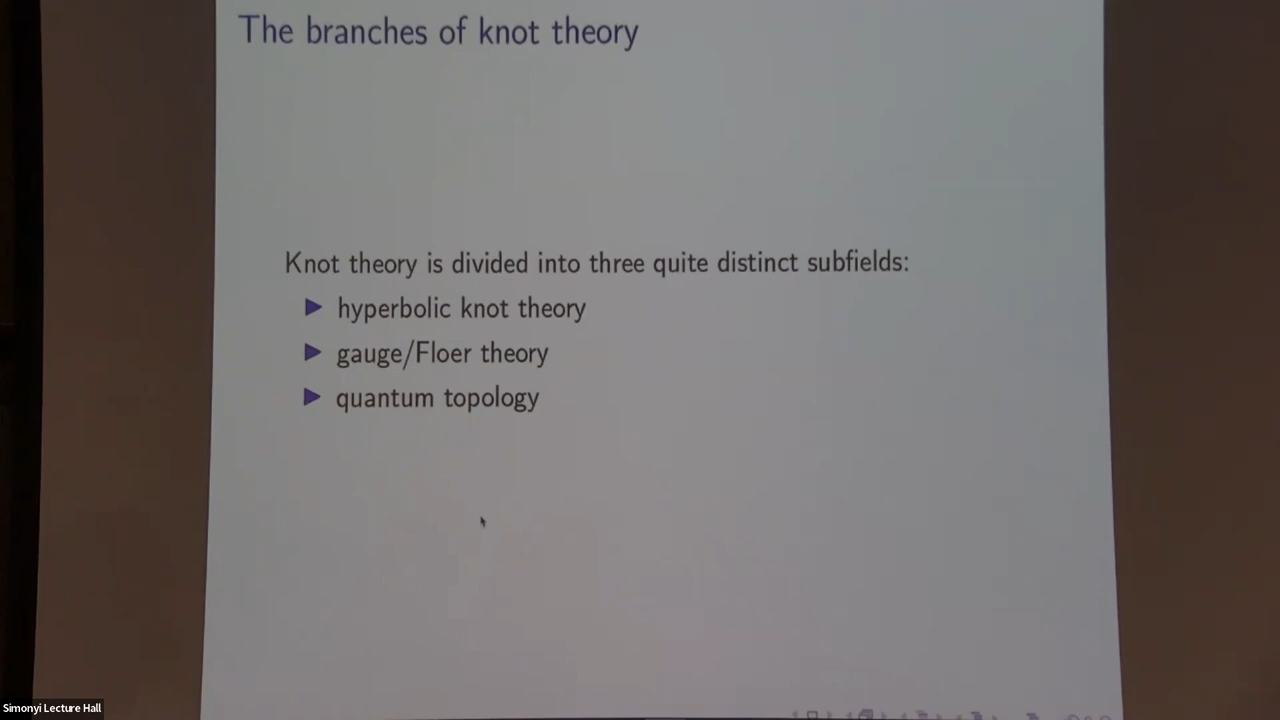 The branches of knot theory
Knot theory is divided into three quite distinct subfields:
hyperbolic knot theory
gauge/Floer theory
quantum topology
Simonyi Lecture Hall